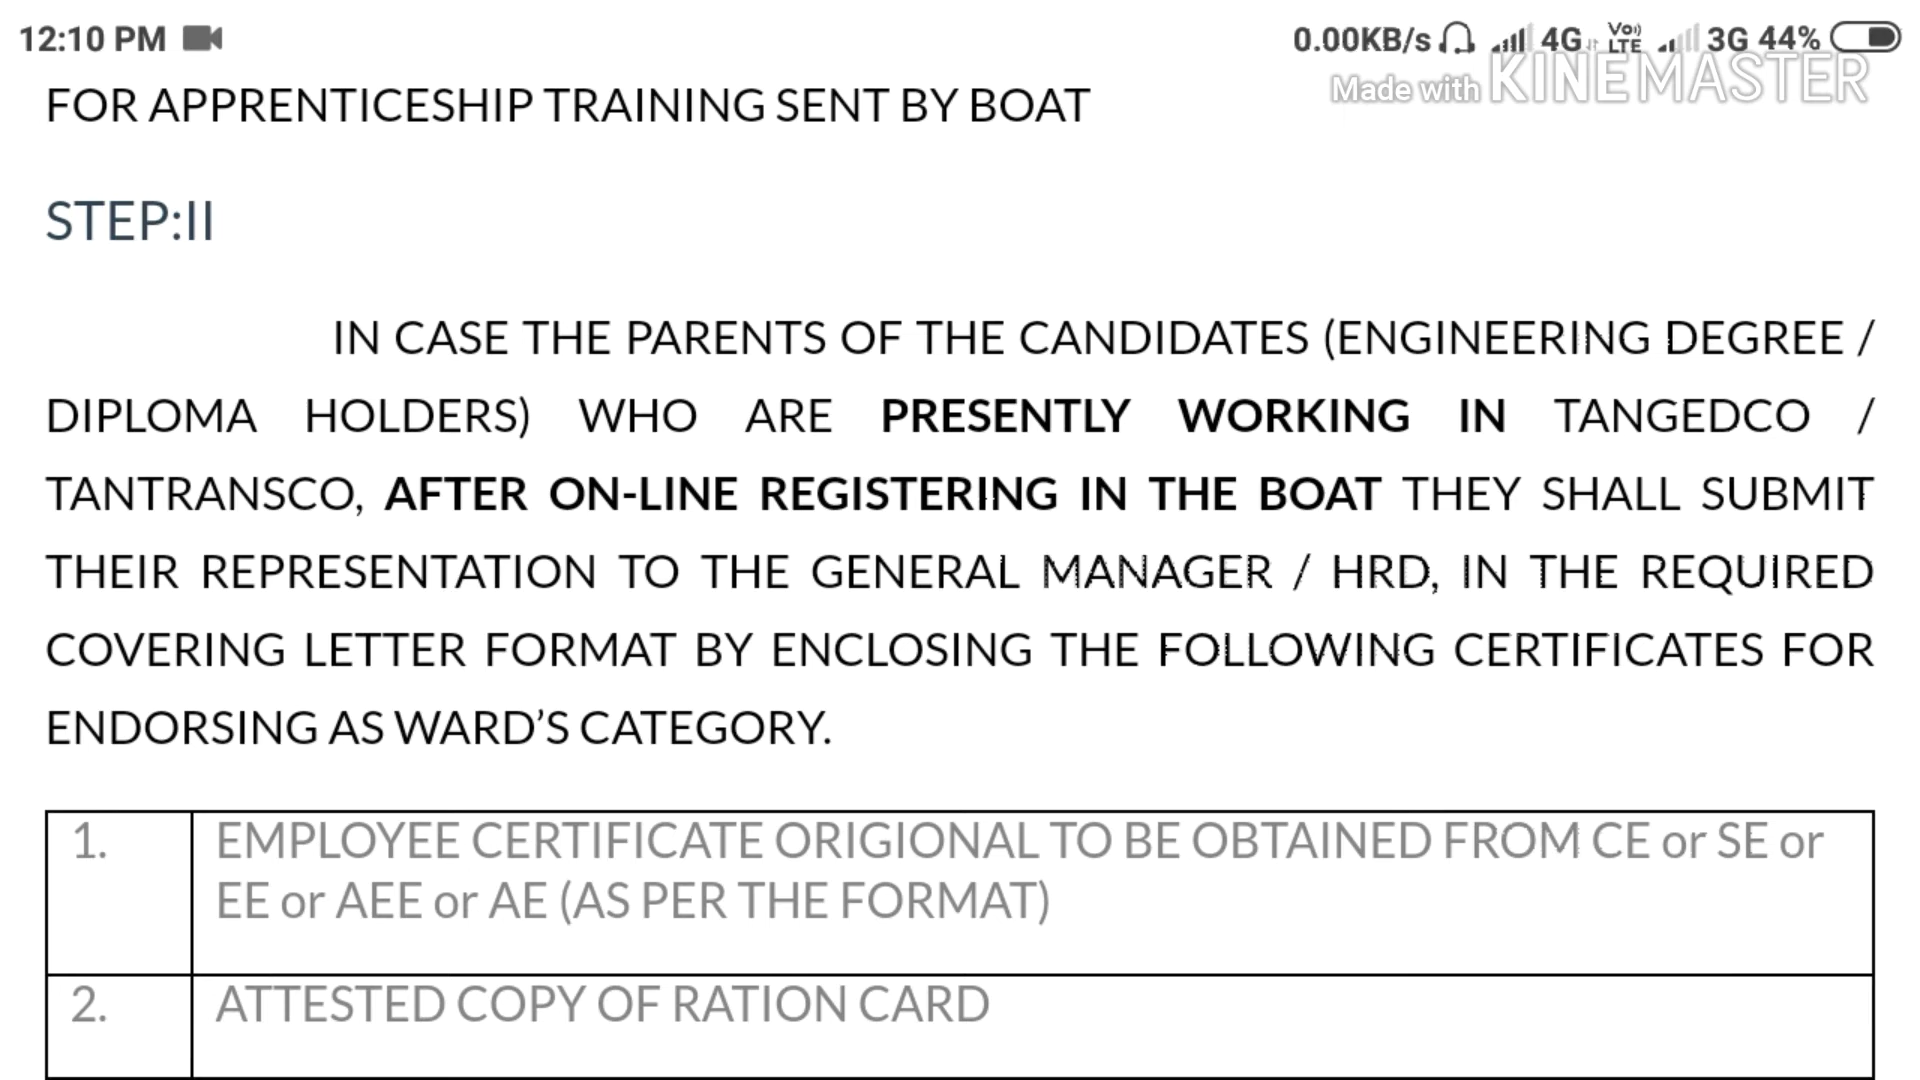 12:10 PM 0.00KB/s 4G VoLTE 3G 44%
Made with KINEMASTER
FOR APPRENTICESHIP TRAINING SENT BY BOAT
STEP:II
IN CASE THE PARENTS OF THE CANDIDATES (ENGINEERING DEGREE /
DIPLOMA HOLDERS) WHO ARE PRESENTLY WORKING IN TANGEDCO /
TANTRANSCO, AFTER ON-LINE REGISTERING IN THE BOAT THEY SHALL SUBMIT
THEIR REPRESENTATION TO THE GENERAL MANAGER / HRD, IN THE REQUIRED
COVERING LETTER FORMAT BY ENCLOSING THE FOLLOWING CERTIFICATES FOR
ENDORSING AS WARD’S CATEGORY.
1. EMPLOYEE CERTIFICATE ORIGIONAL TO BE OBTAINED FROM CE or SE or
EE or AEE or AE (AS PER THE FORMAT)
2. ATTESTED COPY OF RATION CARD